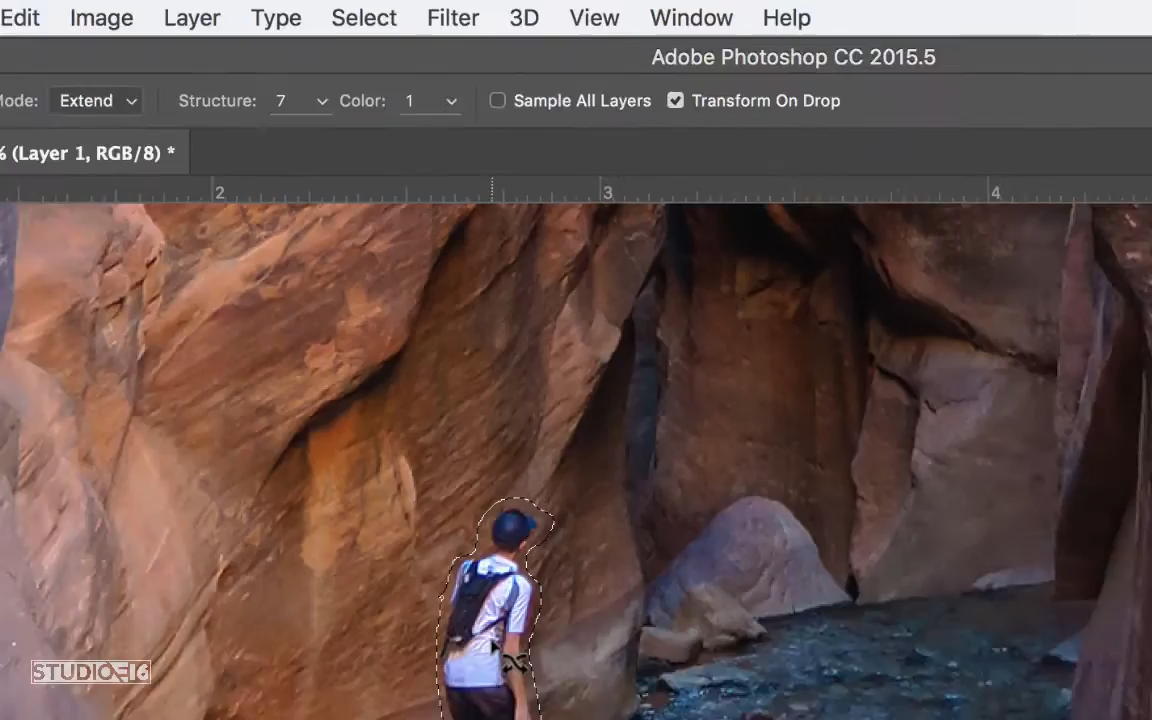 Edit Image Layer Type Select Filter 3D View Window Help
Adobe Photoshop CC 2015.5
Mode: Extend Structure: 7 Color: 1 Sample All Layers Transform On Drop
% (Layer 1, RGB/8) *
2 3 4
STUDIO 16